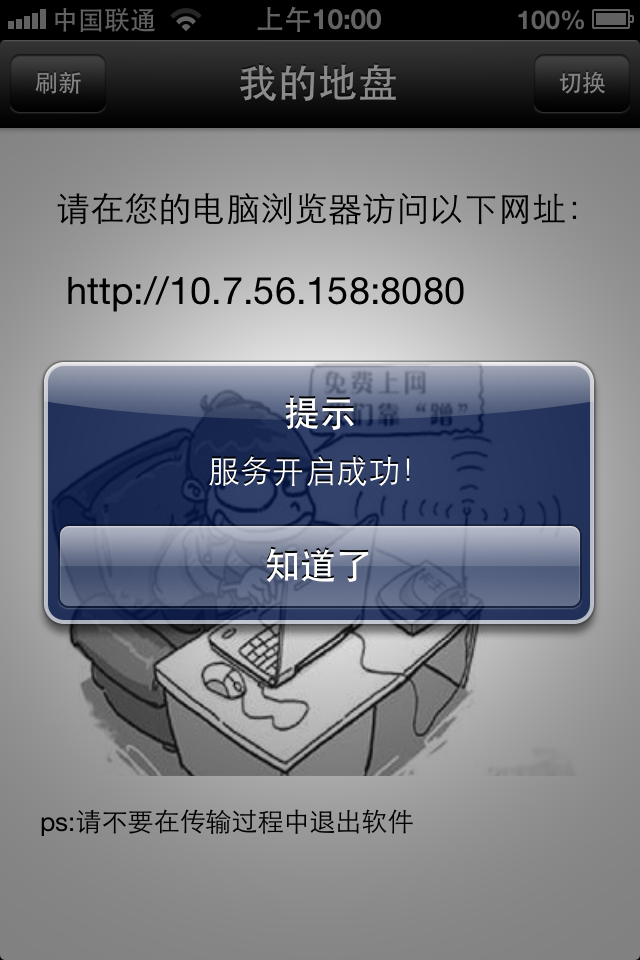 中国联通 上午10:00 100%
刷新 我的地盘 切换
请在您的电脑浏览器访问以下网址：
http://10.7.56.158:8080
免费上网
们靠“蹭”
提示
服务开启成功！
知道了
ps:请不要在传输过程中退出软件